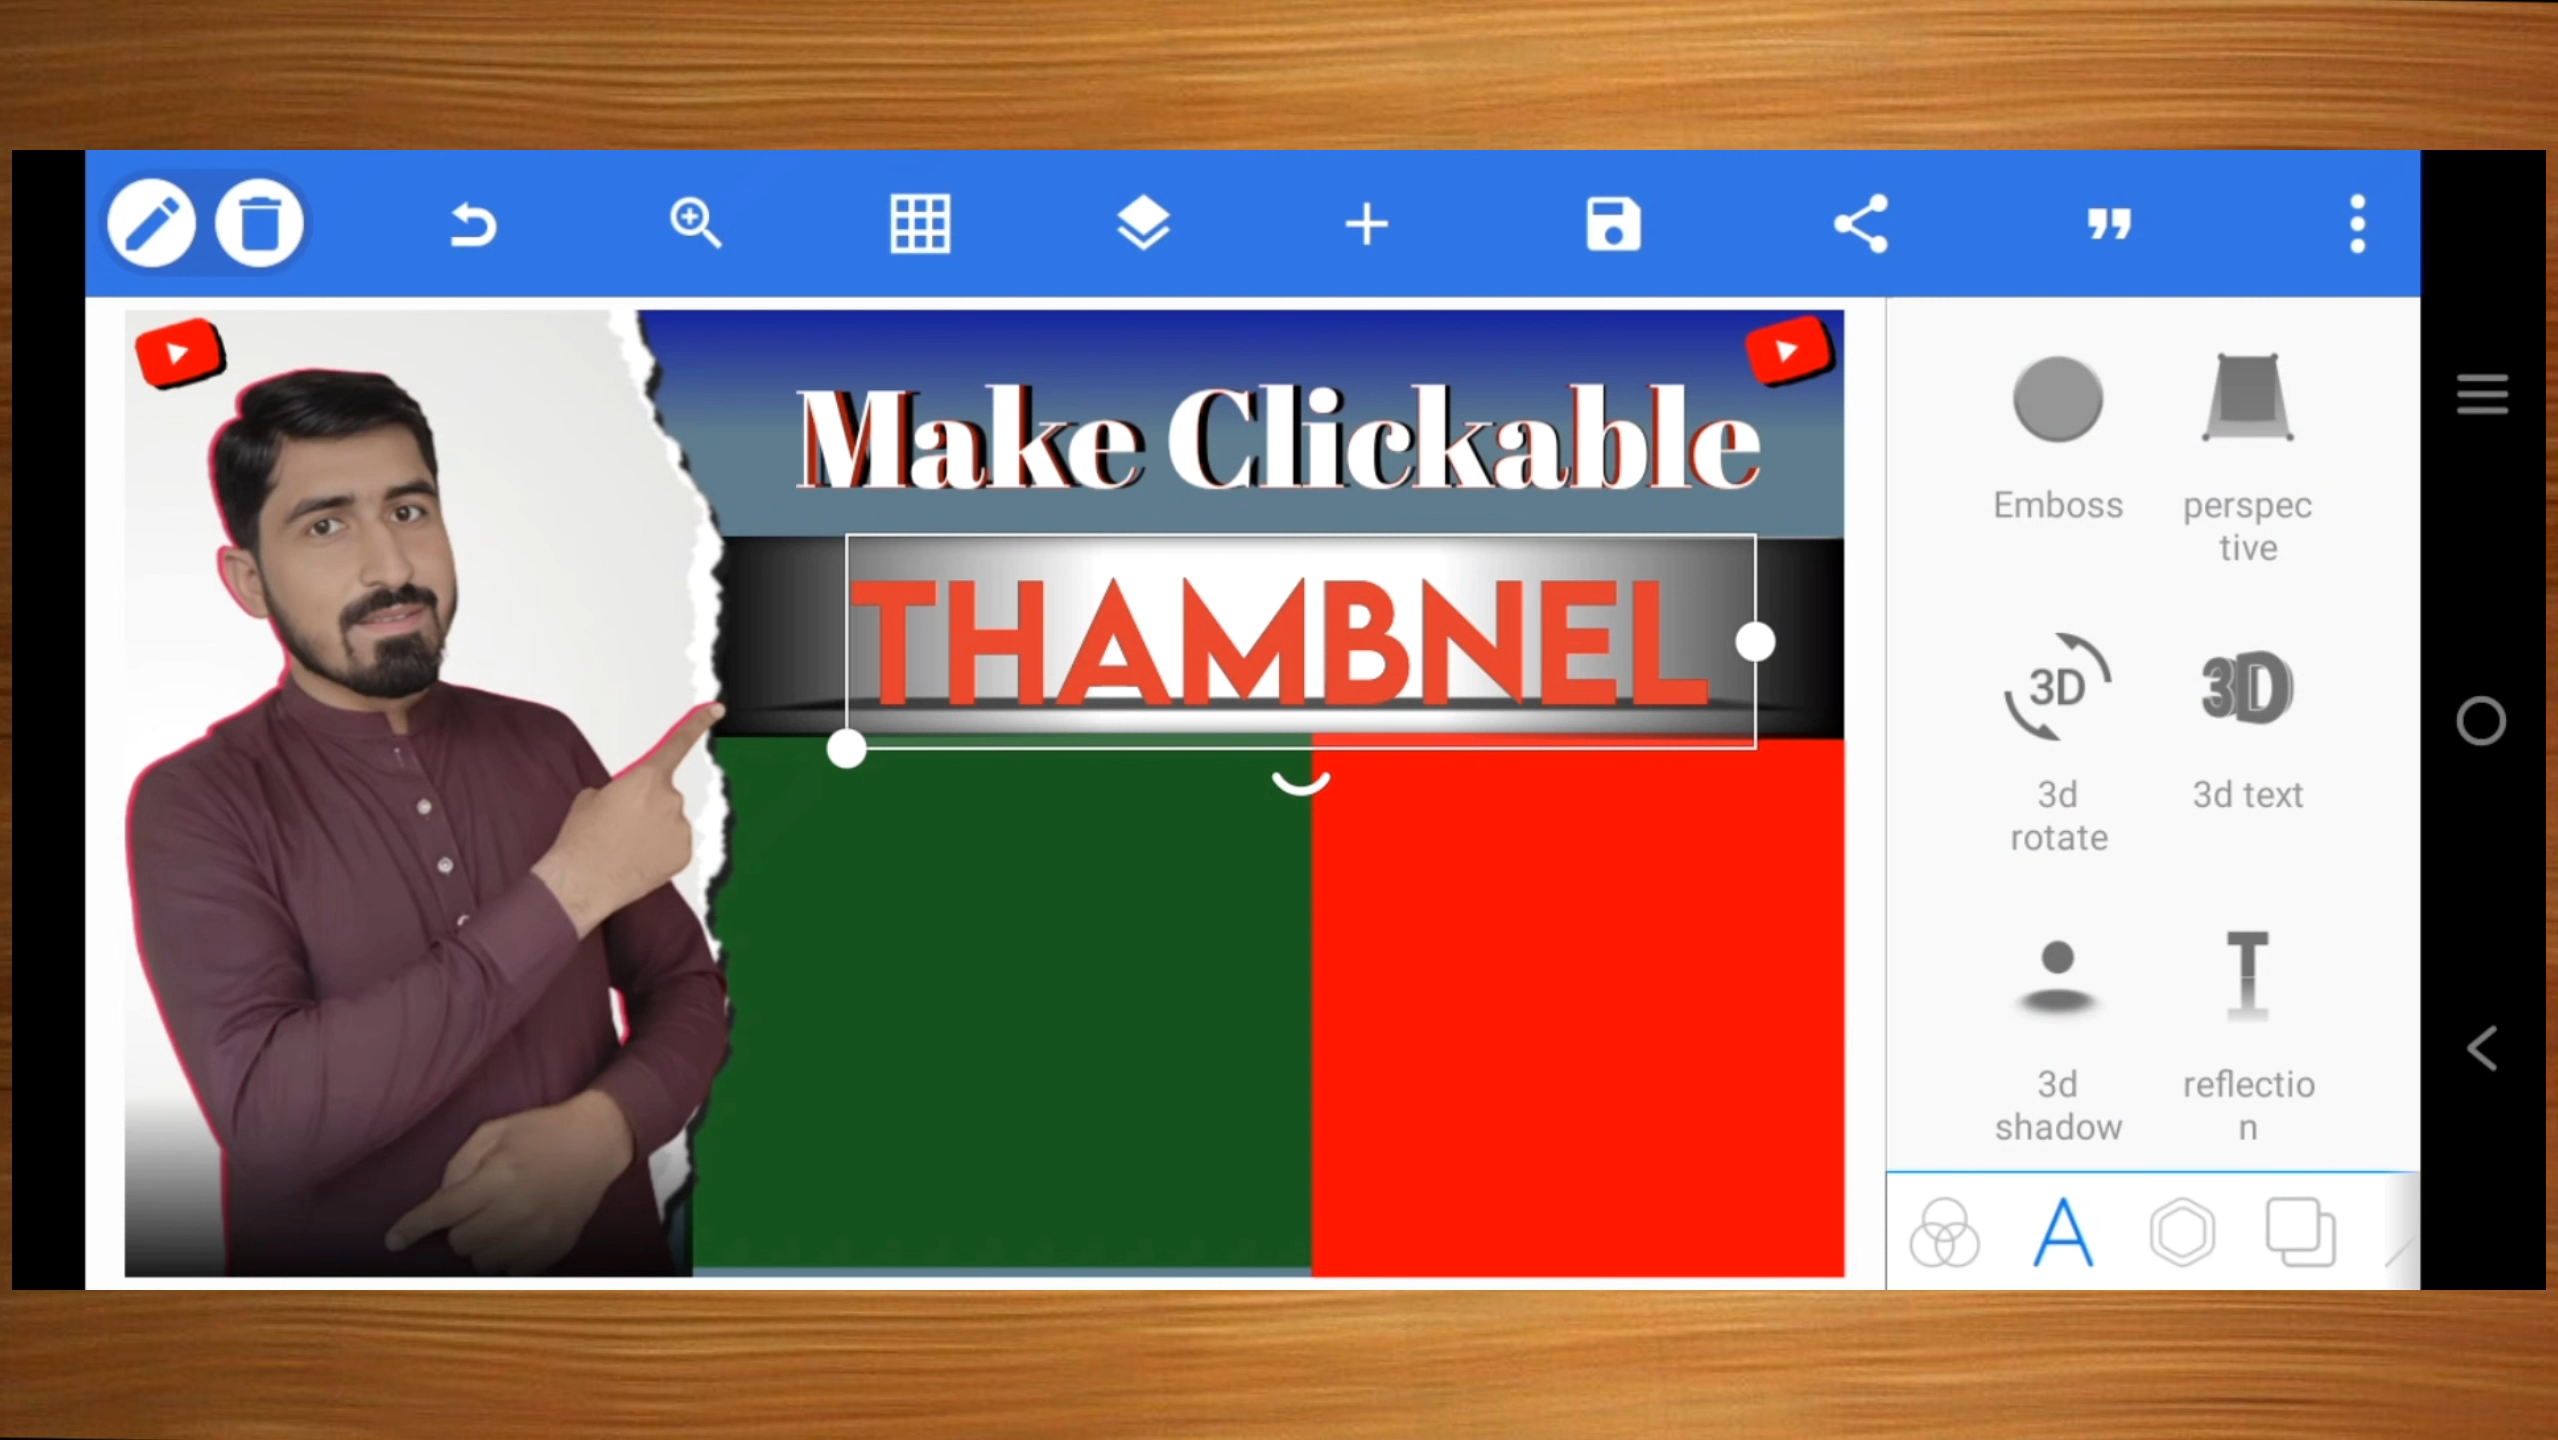 Make Clickable
THAMBNEL
Emboss
perspec
tive
3D
3D
3d
rotate
3d text
T
3d
shadow
reflectio
n
A